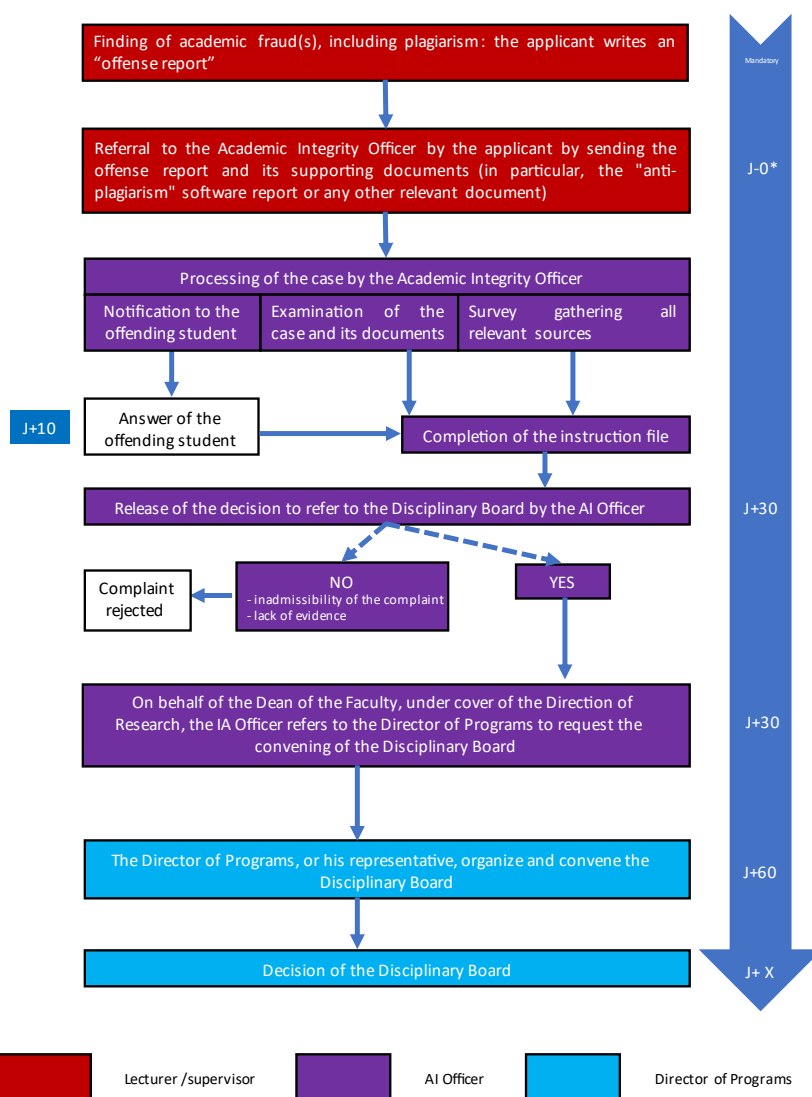 Finding of academic fraud(s), including plagiarism: the applicant writes an
“offense report”
Mandatory
Referral to the Academic Integrity Officer by the applicant by sending the
offense report and its supporting documents (in particular, the "anti-
plagiarism" software report or any other relevant document)
J-0*
Processing of the case by the Academic Integrity Officer
Notification to the
offending student
Examination of the
case and its documents
Survey gathering all
relevant sources
J+10
Answer of the
offending student
Completion of the instruction file
Release of the decision to refer to the Disciplinary Board by the AI Officer
J+30
Complaint
rejected
NO
- inadmissibility of the complaint
- lack of evidence
YES
On behalf of the Dean of the Faculty, under cover of the Direction of
Research, the IA Officer refers to the Director of Programs to request the
convening of the Disciplinary Board
J+30
The Director of Programs, or his representative, organize and convene the
Disciplinary Board
J+60
Decision of the Disciplinary Board
J+ X
Lecturer /supervisor
AI Officer
Director of Programs